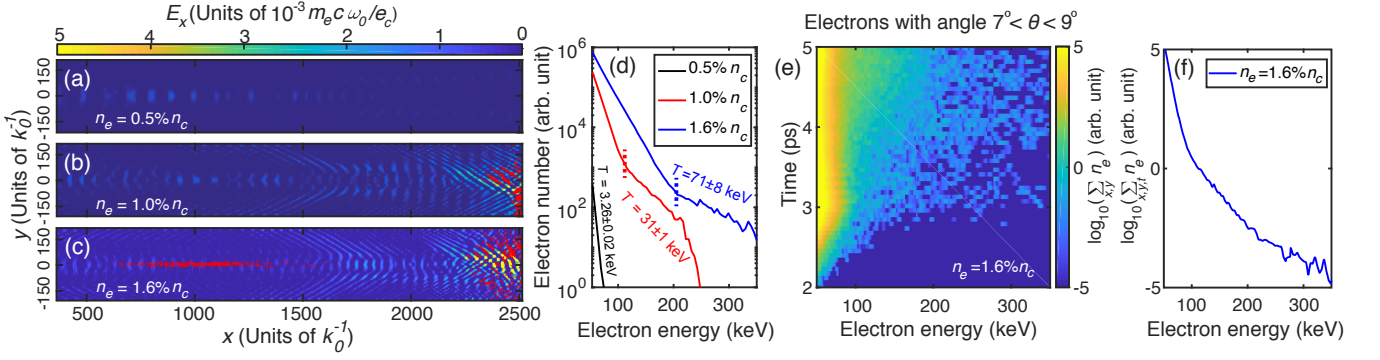 E_x (Units of 10^-3 m_e c ω_0/e_c)
5 4 3 2 1 0
(a)
n_e = 0.5% n_c
(b)
n_e = 1.0% n_c
(c)
n_e = 1.6% n_c
-150 0 150
-150 0 150
-150 0 150
y (Units of k_0^-1)
500 1000 1500 2000 2500
x (Units of k_0^-1)
(d)
0.5% n_c
1.0% n_c
1.6% n_c
T = 3.26±0.02 keV
T = 31±1 keV
T =71±8 keV
10^6
10^4
10^2
10^0
Electron number (arb. unit)
100 200 300
Electron energy (keV)
Electrons with angle 7° < θ < 9°
(e)
n_e =1.6% n_c
5
4
3
2
Time (ps)
100 200 300
Electron energy (keV)
5
0
-5
log_10(∑_x,y n_e) (arb. unit)
(f)
n_e =1.6% n_c
5
0
-5
log_10(∑_x,y,t n_e) (arb. unit)
100 200 300
Electron energy (keV)